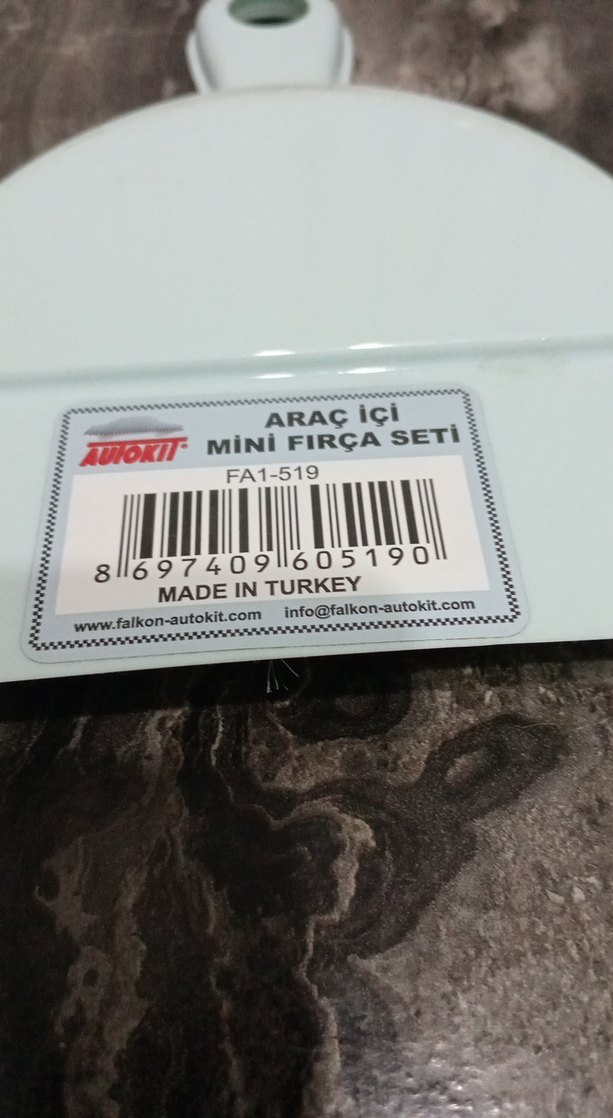 AUTOKIT
ARAÇ İÇİ
MİNİ FIRÇA SETİ
FA1-519
8 697409 605190
MADE IN TURKEY
www.falkon-autokit.com info@falkon-autokit.com